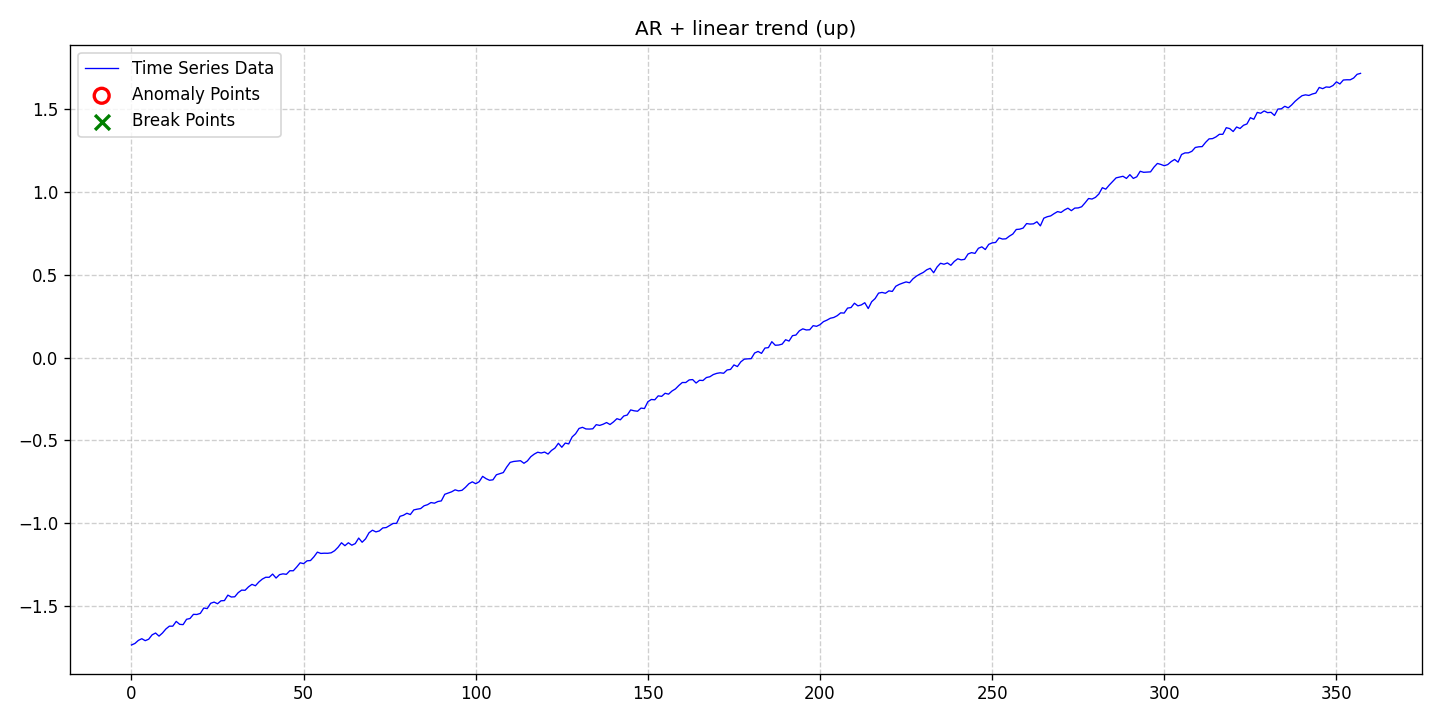 AR + linear trend (up)
Time Series Data
Anomaly Points
Break Points
1.5
1.0
0.5
0.0
−0.5
−1.0
−1.5
0 50 100 150 200 250 300 350